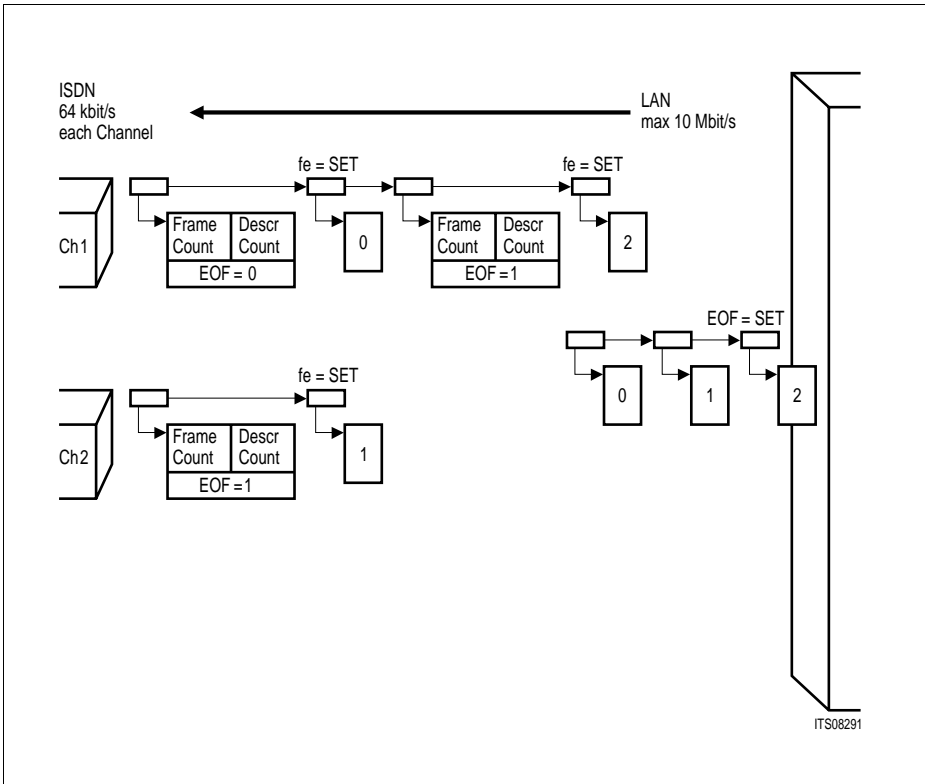 ISDN
64 kbit/s
each Channel
LAN
max 10 Mbit/s
fe = SET
fe = SET
Ch1
Frame Count
Descr Count
EOF = 0
0
Frame Count
Descr Count
EOF = 1
2
EOF = SET
0
1
2
fe = SET
Ch2
Frame Count
Descr Count
EOF = 1
1
ITS08291